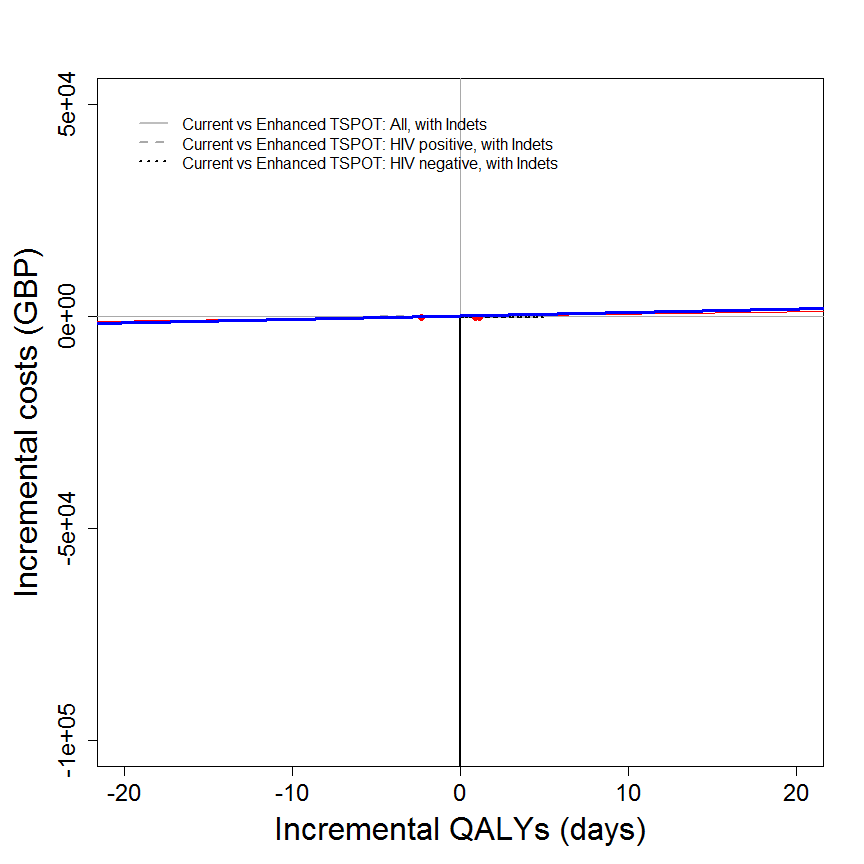 Current vs Enhanced TSPOT: All, with Indets
Current vs Enhanced TSPOT: HIV positive, with Indets
Current vs Enhanced TSPOT: HIV negative, with Indets
5e+04
0e+00
-5e+04
-1e+05
Incremental costs (GBP)
-20 -10 0 10 20
Incremental QALYs (days)